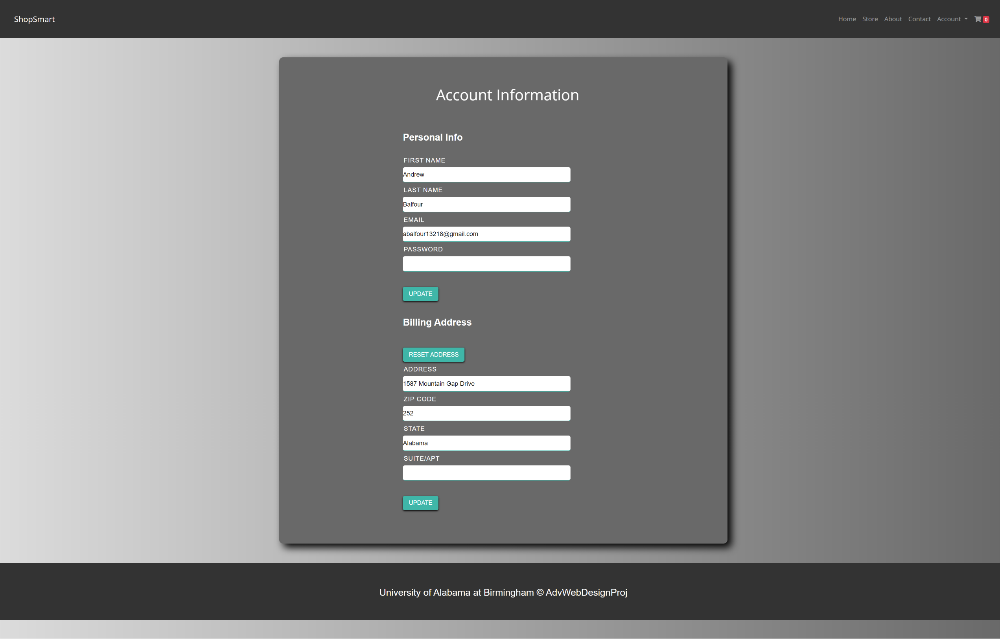 ShopSmart
Home Store About Contact Account 0
Account Information
Personal Info
FIRST NAME
Andrew
LAST NAME
Balfour
EMAIL
abalfour13218@gmail.com
PASSWORD
UPDATE
Billing Address
RESET ADDRESS
ADDRESS
1587 Mountain Gap Drive
ZIP CODE
252
STATE
Alabama
SUITE/APT
UPDATE
University of Alabama at Birmingham © AdvWebDesignProj